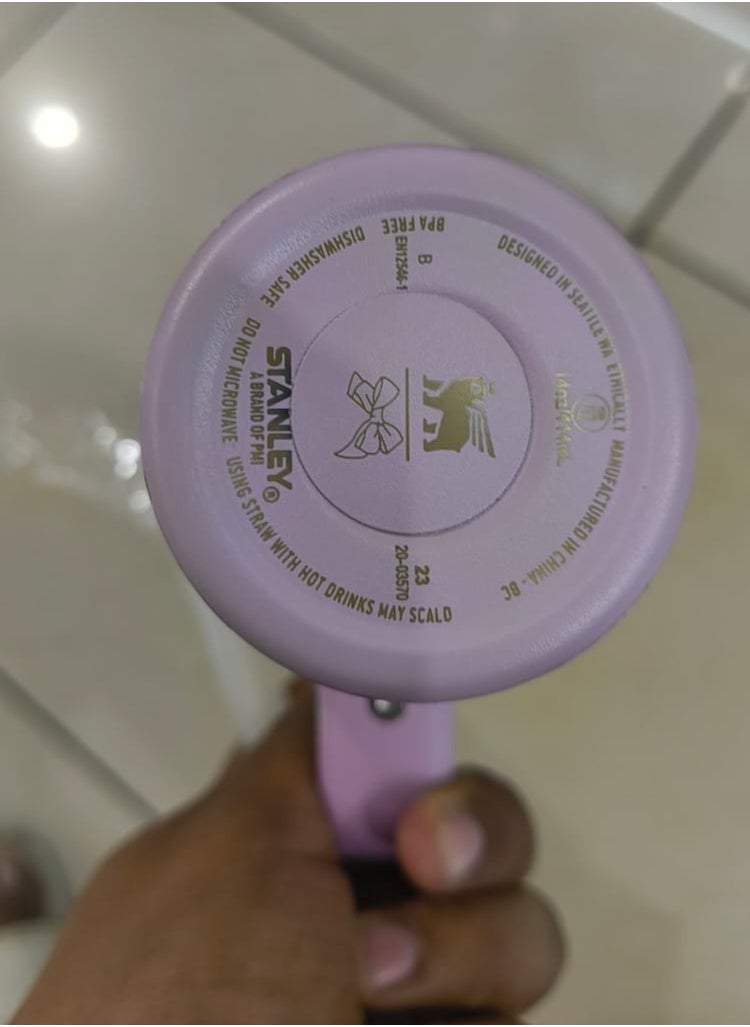 DESIGNED IN SEATTLE WA ETHICALLY MANUFACTURED IN CHINA - BC
BPA FREE
DISHWASHER SAFE
DO NOT MICROWAVE
USING STRAW WITH HOT DRINKS MAY SCALD
B
EN12546-1
STANLEY®
A BRAND OF PMI
23
20-03570